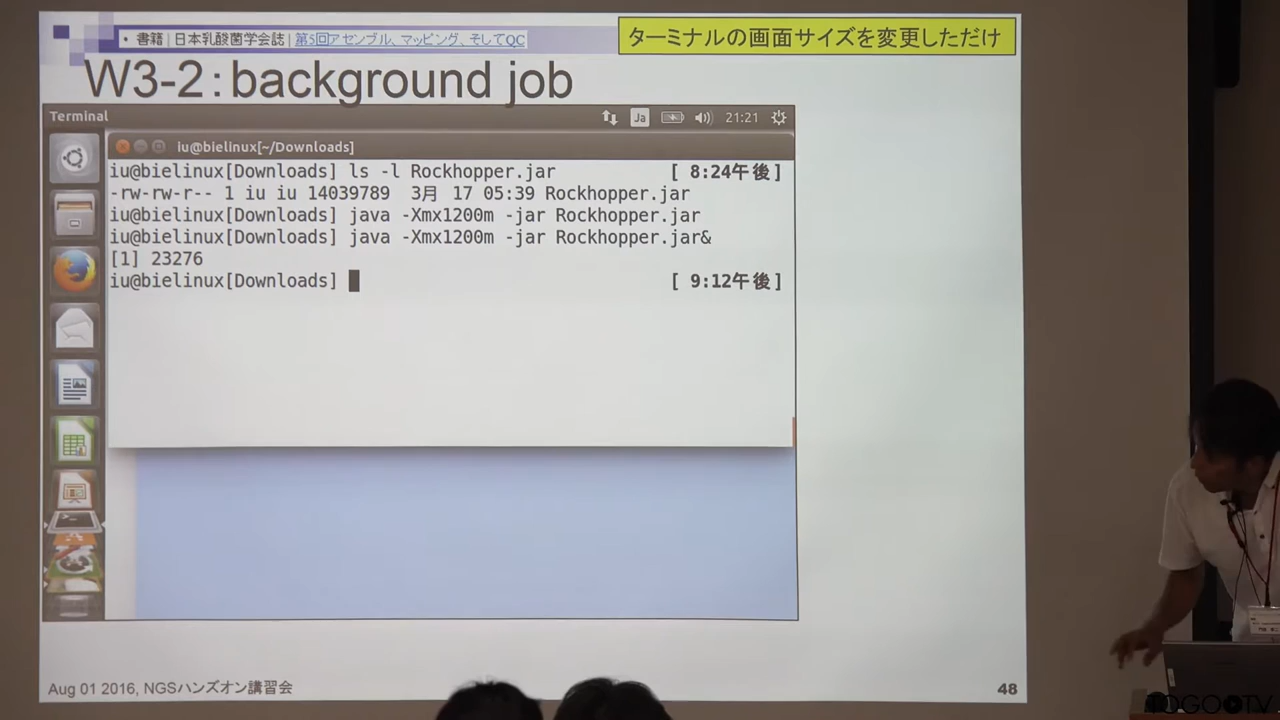 • 書籍 | 日本乳酸菌学会誌 | 第5回アセンブル、マッピング、そしてQC
ターミナルの画面サイズを変更しただけ
W3-2：background job
Terminal
Ja
21:21
iu@bielinux[~/Downloads]
iu@bielinux[Downloads] ls -l Rockhopper.jar [ 8:24午後]
-rw-rw-r-- 1 iu iu 14039789 3月 17 05:39 Rockhopper.jar
iu@bielinux[Downloads] java -Xmx1200m -jar Rockhopper.jar
iu@bielinux[Downloads] java -Xmx1200m -jar Rockhopper.jar&
[1] 23276
iu@bielinux[Downloads] [ 9:12午後]
Aug 01 2016, NGSハンズオン講習会
48
TOGOTV